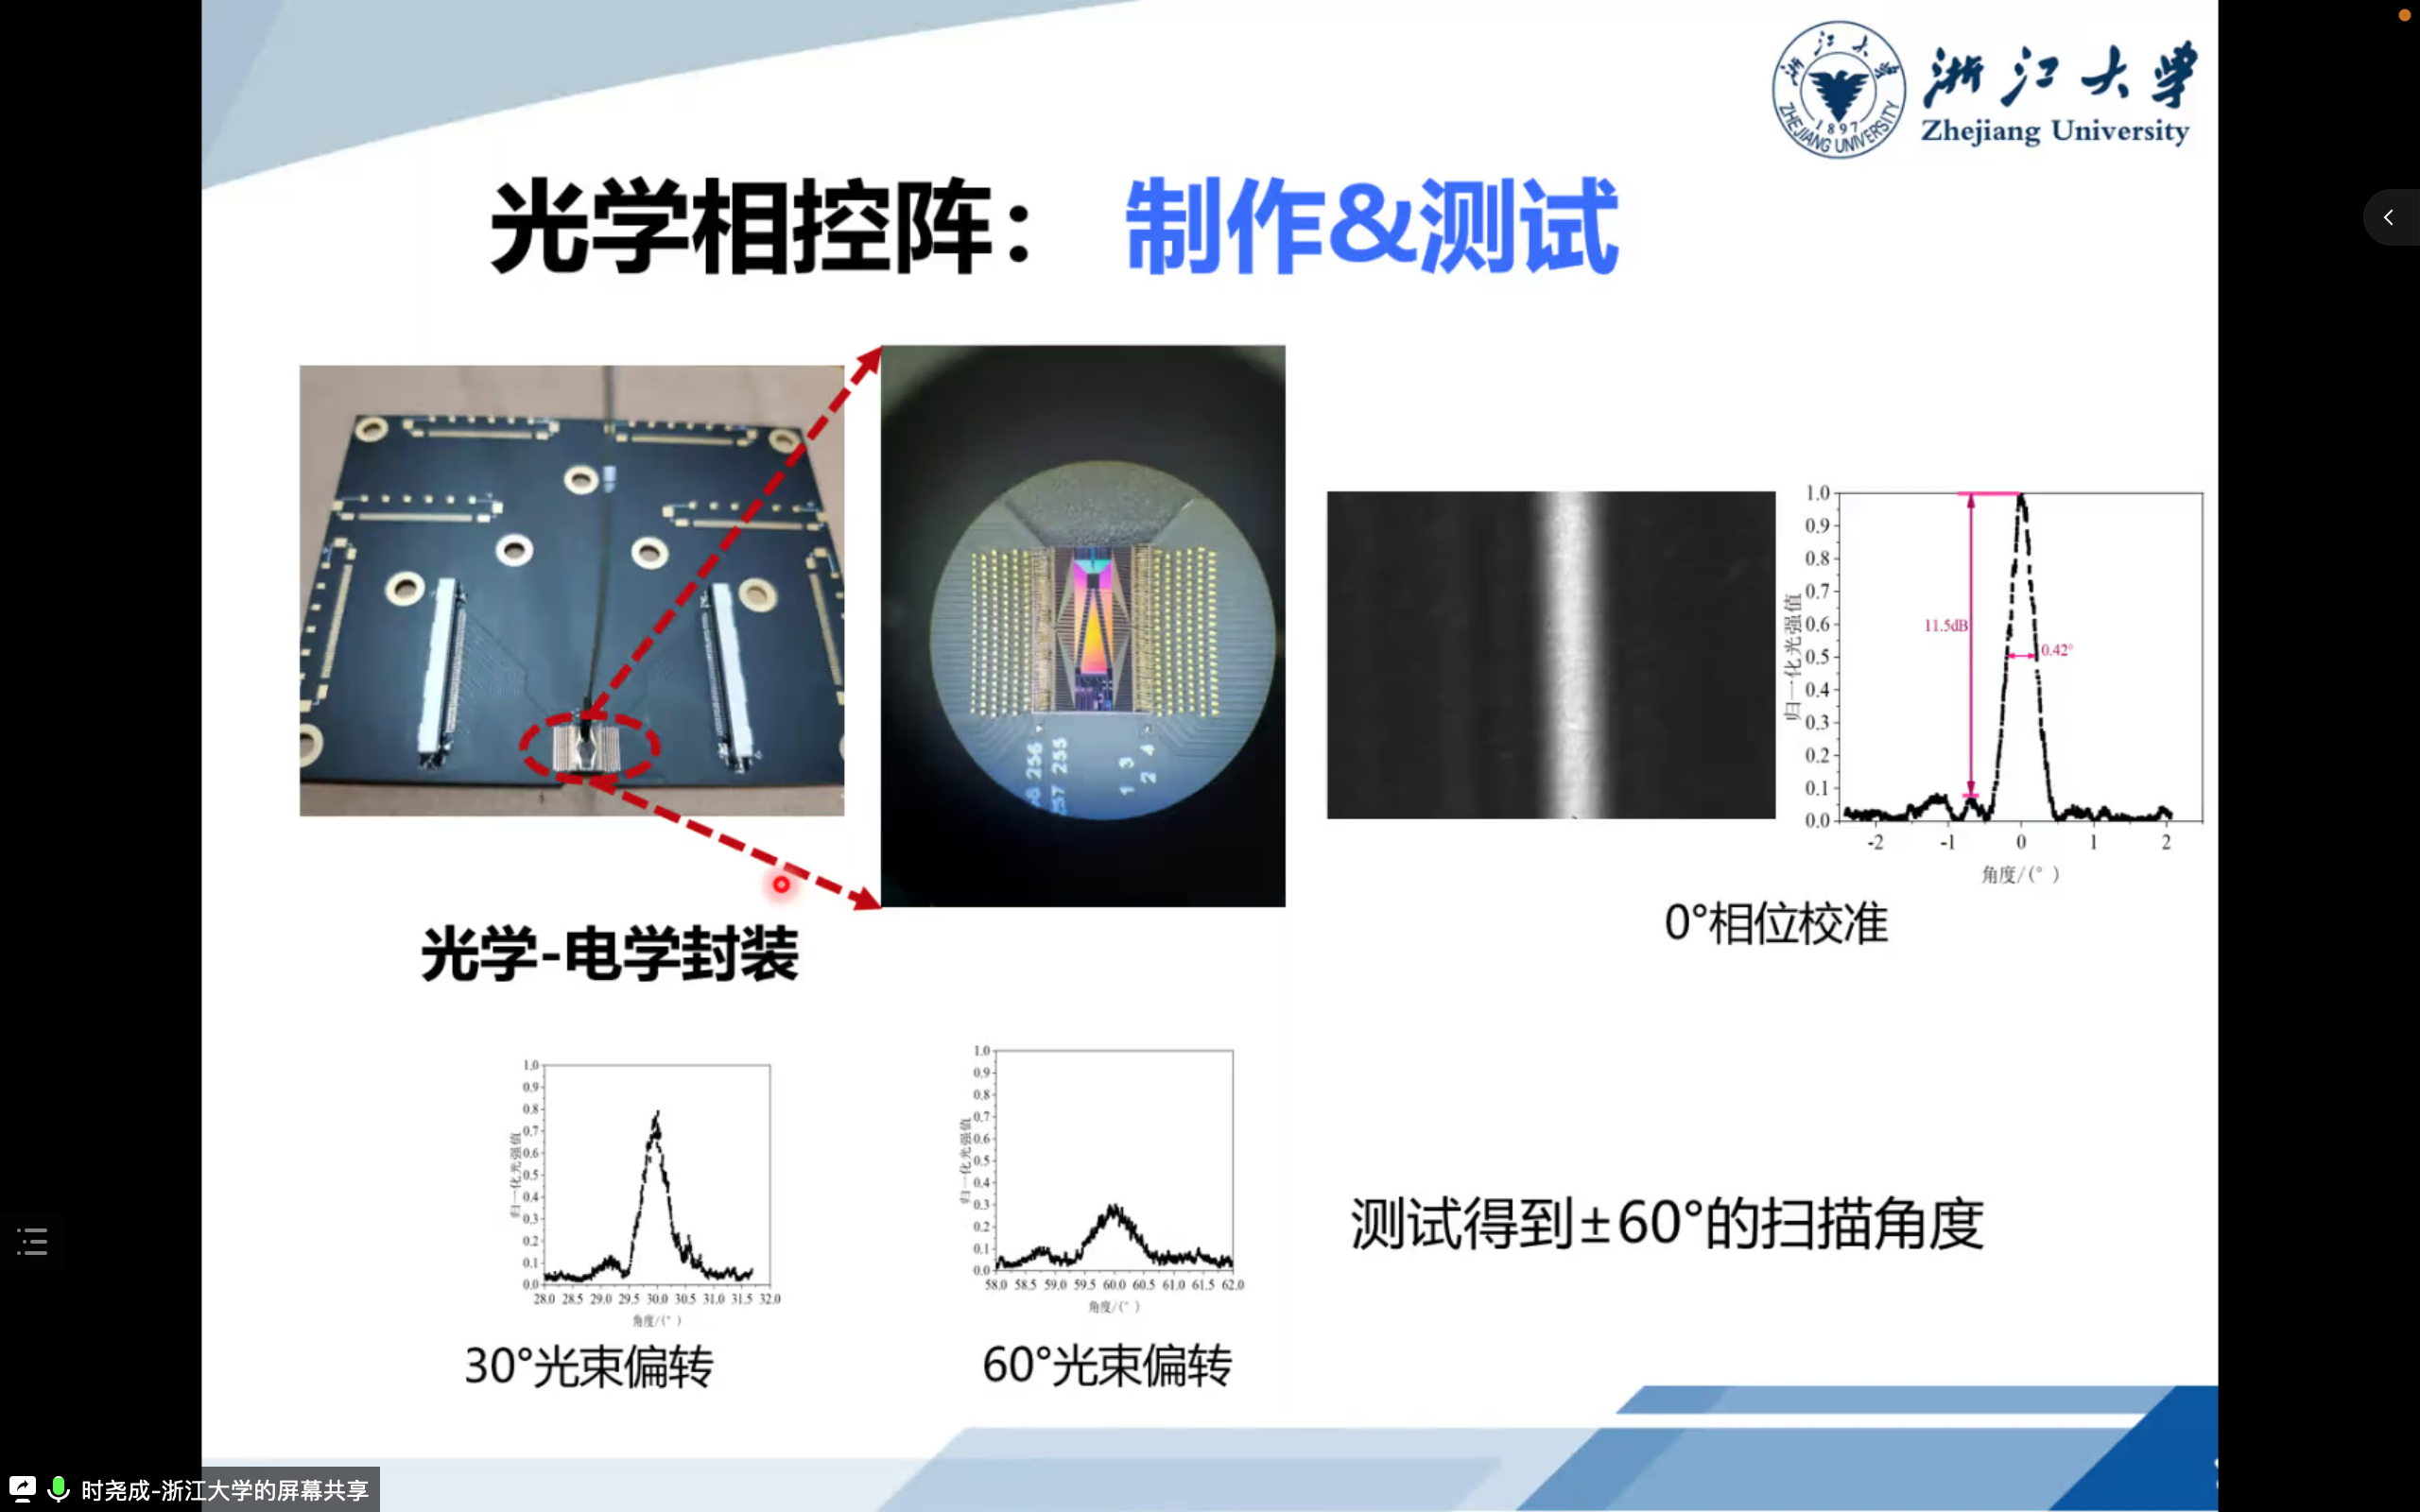 浙江大学
ZHEJIANG UNIVERSITY
1897
浙江大学
Zhejiang University
光学相控阵： 制作&测试
256
257 255
1 3
2 4
1.0
0.9
0.8
0.7
0.6
0.5
0.4
0.3
0.2
0.1
0.0
归一化光强值
11.5dB
0.42°
-2 -1 0 1 2
角度/(°)
0°相位校准
光学-电学封装
1.0
0.9
0.8
0.7
0.6
0.5
0.4
0.3
0.2
0.1
0.0
归一化光强值
28.0 28.5 29.0 29.5 30.0 30.5 31.0 31.5 32.0
角度/(°)
30°光束偏转
1.0
0.9
0.8
0.7
0.6
0.5
0.4
0.3
0.2
0.1
0.0
归一化光强值
58.0 58.5 59.0 59.5 60.0 60.5 61.0 61.5 62.0
角度/(°)
60°光束偏转
测试得到±60°的扫描角度
时尧成-浙江大学的屏幕共享